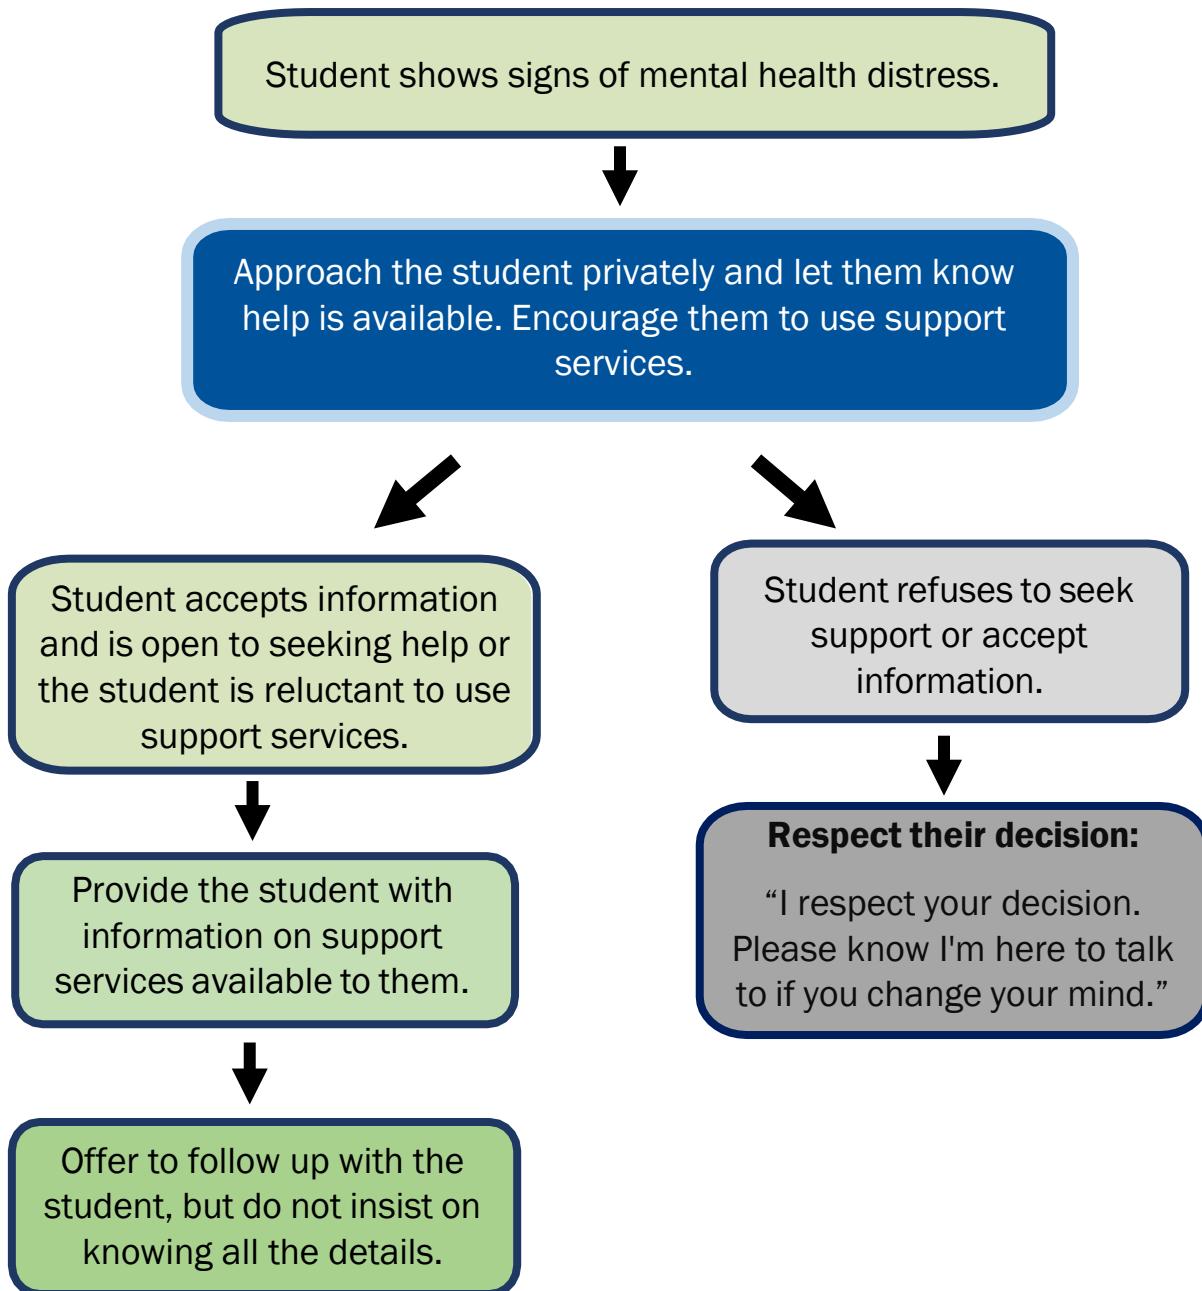 Student shows signs of mental health distress.
Approach the student privately and let them know
help is available. Encourage them to use support
services.
Student accepts information
and is open to seeking help or
the student is reluctant to use
support services.
Provide the student with
information on support
services available to them.
Offer to follow up with the
student, but do not insist on
knowing all the details.
Student refuses to seek
support or accept
information.
Respect their decision:
“I respect your decision.
Please know I'm here to talk
to if you change your mind.”